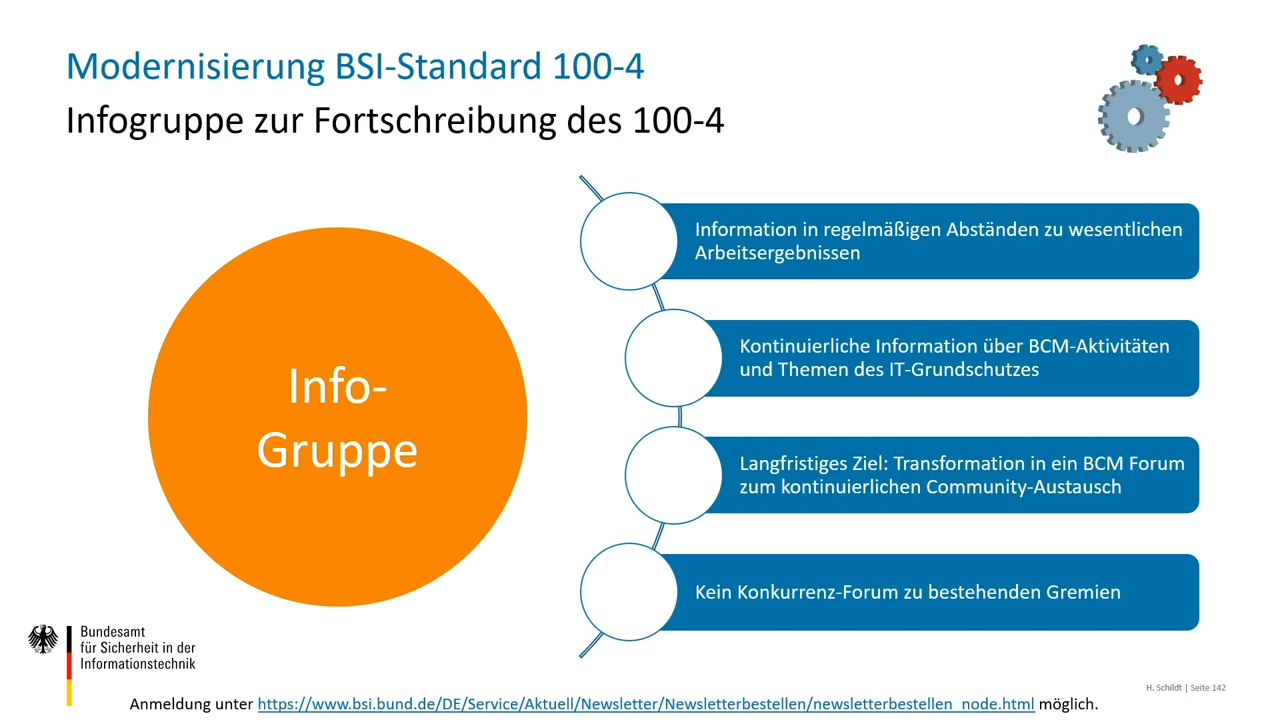 Modernisierung BSI-Standard 100-4
Infogruppe zur Fortschreibung des 100-4
Info-
Gruppe
Information in regelmäßigen Abständen zu wesentlichen
Arbeitsergebnissen
Kontinuierliche Information über BCM-Aktivitäten
und Themen des IT-Grundschutzes
Langfristiges Ziel: Transformation in ein BCM Forum
zum kontinuierlichen Community-Austausch
Kein Konkurrenz-Forum zu bestehenden Gremien
Bundesamt
für Sicherheit in der
Informationstechnik
H. Schildt | Seite 142
Anmeldung unter https://www.bsi.bund.de/DE/Service/Aktuell/Newsletter/Newsletterbestellen/newsletterbestellen_node.html möglich.